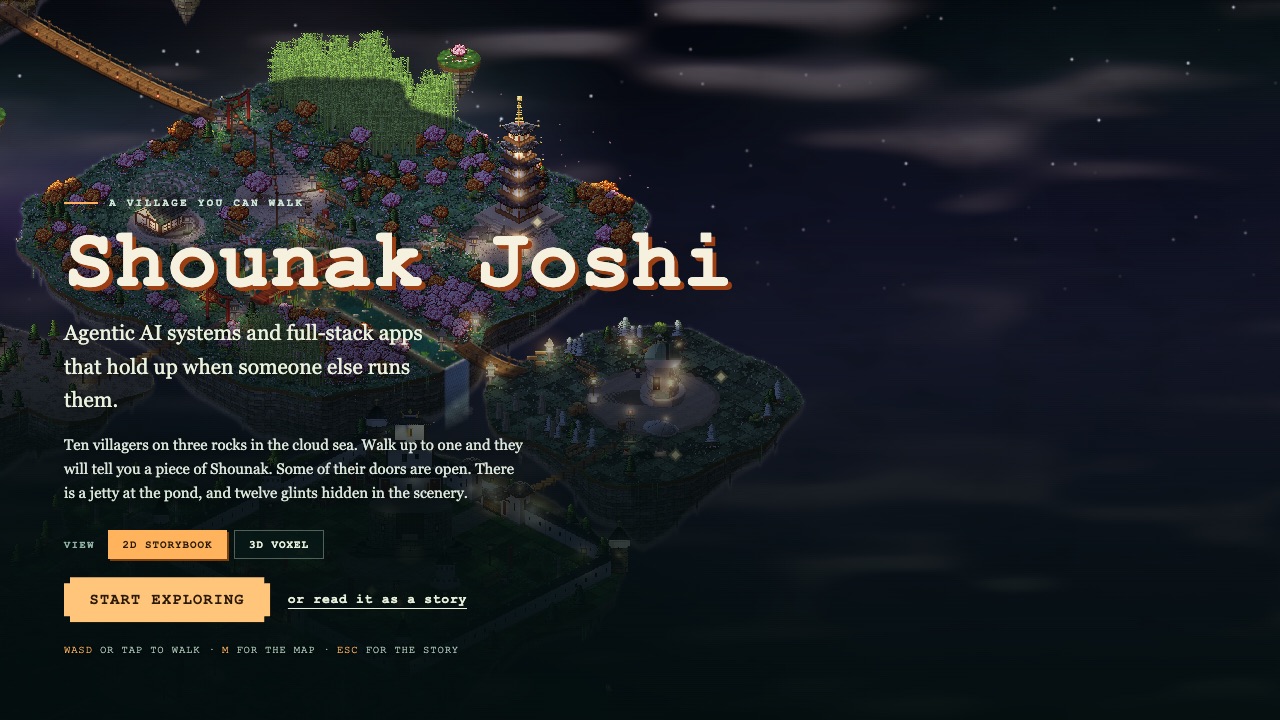 A VILLAGE YOU CAN WALK
Shounak Joshi
Agentic AI systems and full-stack apps
that hold up when someone else runs
them.
Ten villagers on three rocks in the cloud sea. Walk up to one and they
will tell you a piece of Shounak. Some of their doors are open. There
is a jetty at the pond, and twelve glints hidden in the scenery.
VIEW 2D STORYBOOK 3D VOXEL
START EXPLORING or read it as a story
WASD OR TAP TO WALK · M FOR THE MAP · ESC FOR THE STORY